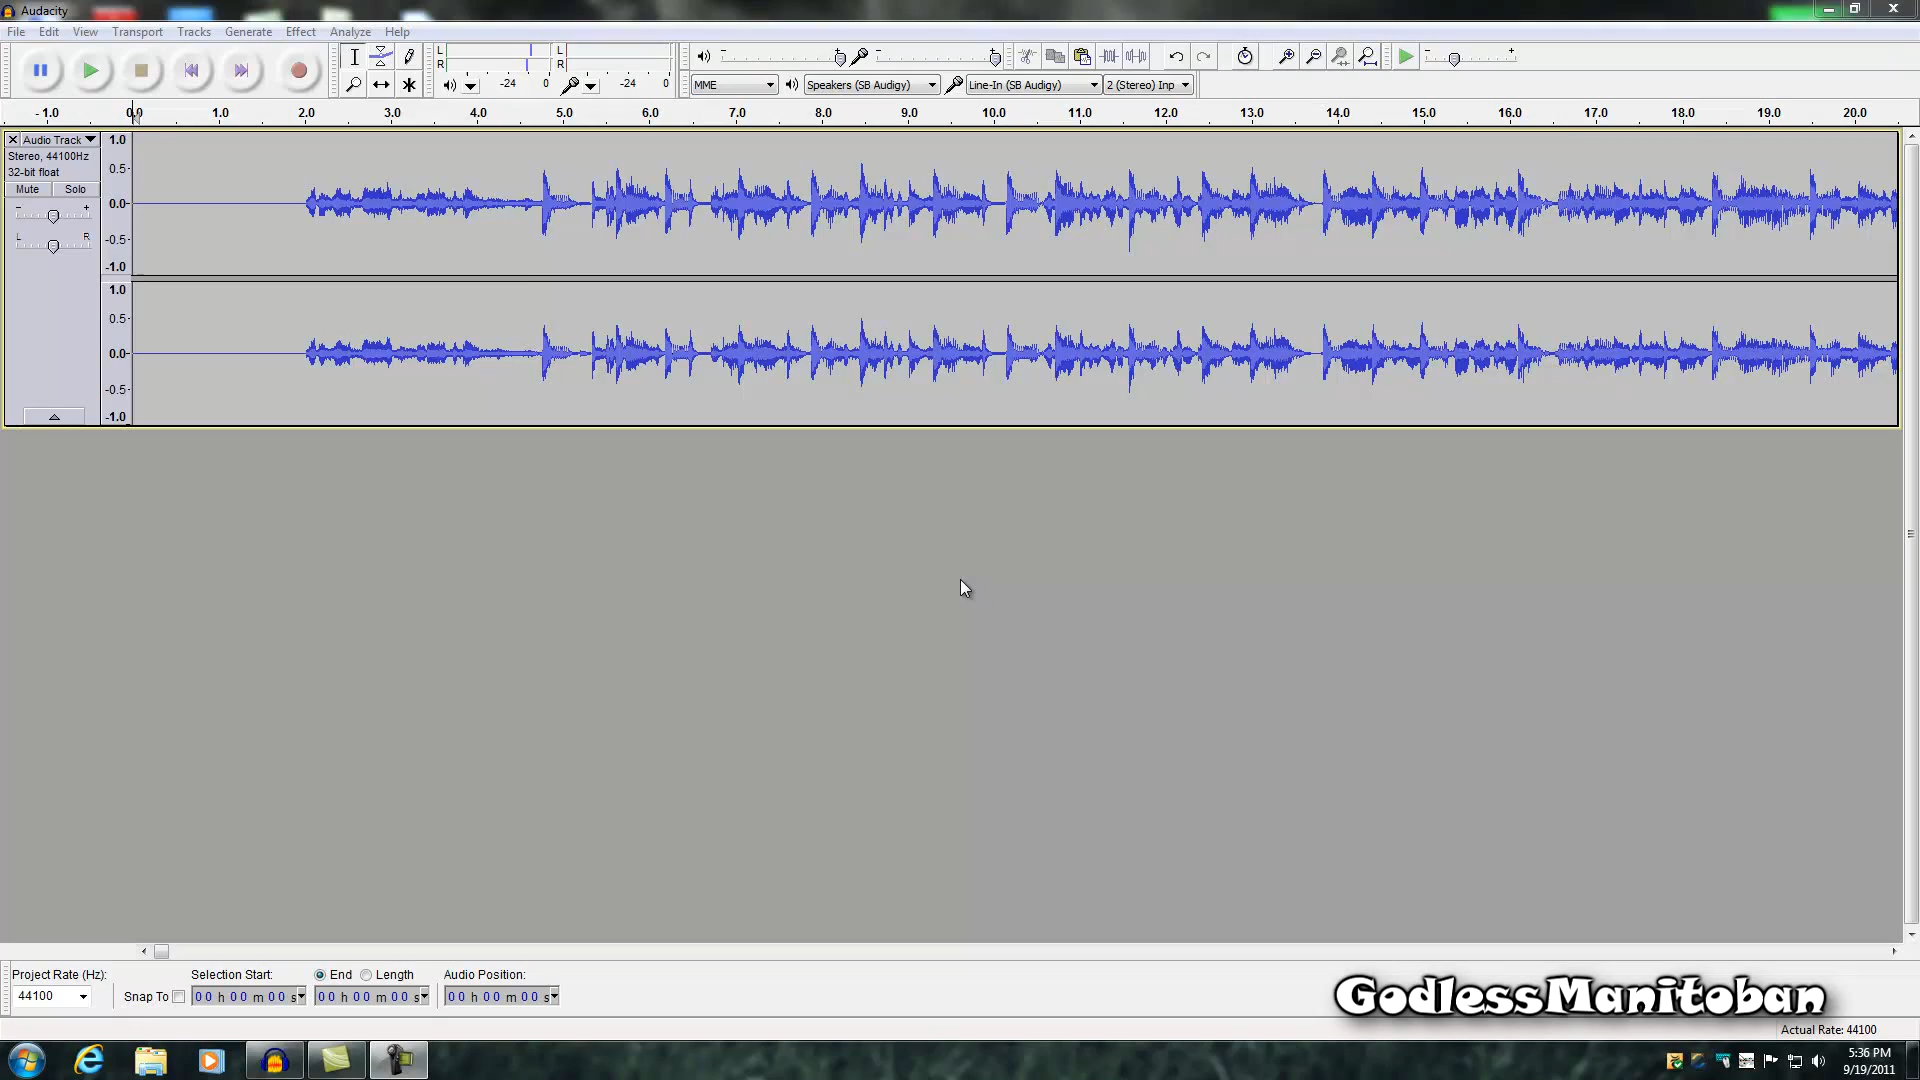 Audacity
File Edit View Transport Tracks Generate Effect Analyze Help
L R -24 0 L R -24 0
MME Speakers (SB Audigy) Line-In (SB Audigy) 2 (Stereo) Inp
-1.0 0.0 1.0 2.0 3.0 4.0 5.0 6.0 7.0 8.0 9.0 10.0 11.0 12.0 13.0 14.0 15.0 16.0 17.0 18.0 19.0 20.0
Audio Track
Stereo, 44100Hz
32-bit float
Mute Solo
- +
L R
1.0
0.5
0.0
-0.5
-1.0
1.0
0.5
0.0
-0.5
-1.0
Project Rate (Hz): Selection Start: End Length Audio Position:
44100 Snap To 00 h 00 m 00 s 00 h 00 m 00 s 00 h 00 m 00 s
GodlessManitoban
Actual Rate: 44100
5:36 PM
9/19/2011